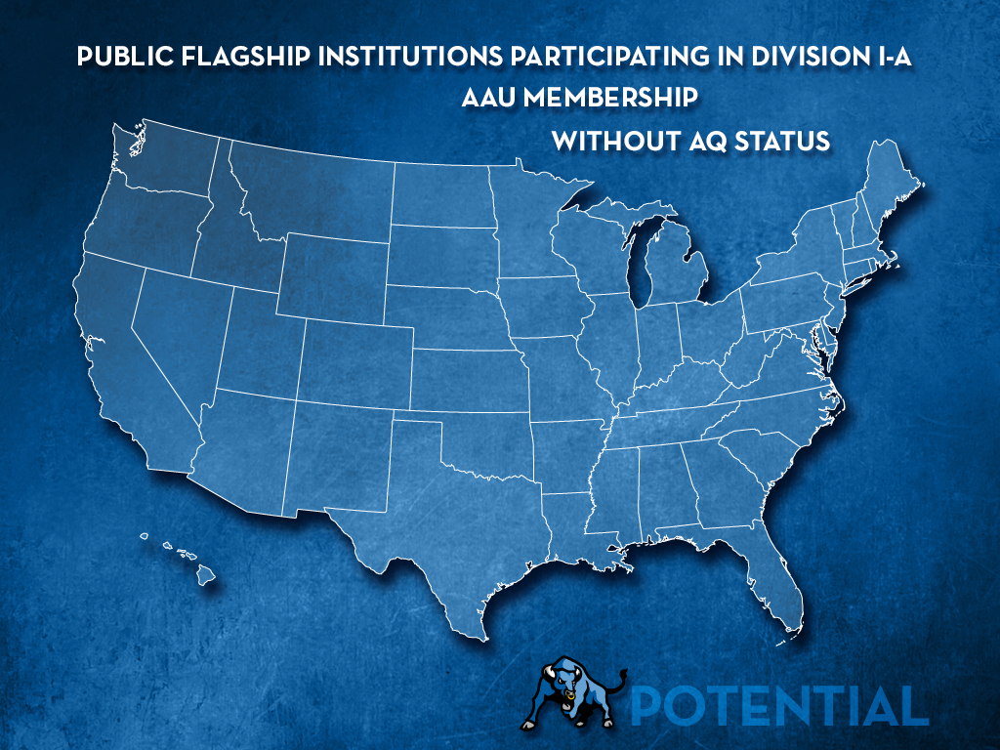 PUBLIC FLAGSHIP INSTITUTIONS PARTICIPATING IN DIVISION I-A
AAU MEMBERSHIP
WITHOUT AQ STATUS
POTENTIAL